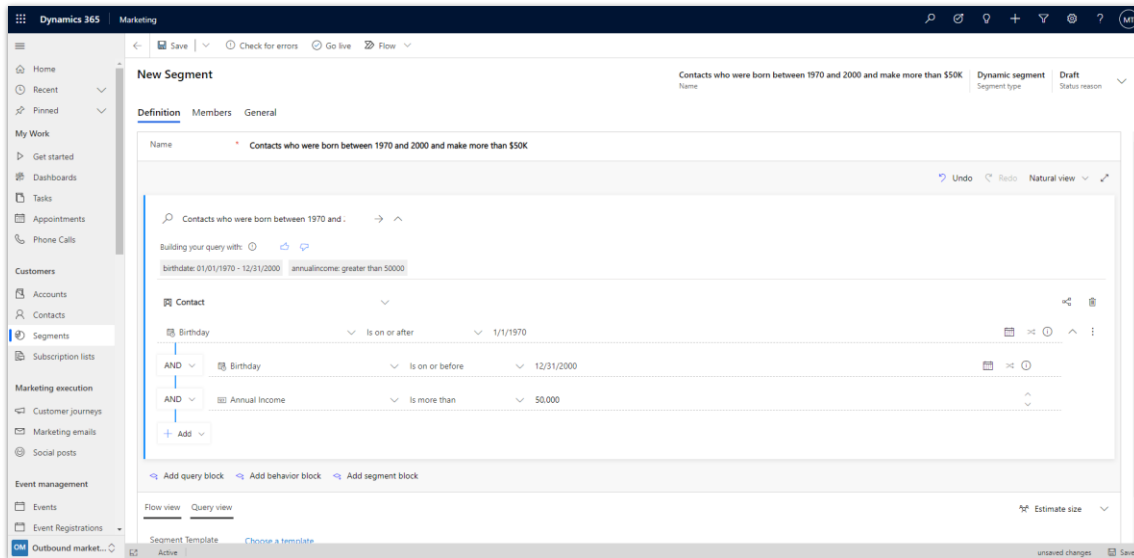 Dynamics 365 Marketing MT
Save Check for errors Go live Flow
New Segment
Contacts who were born between 1970 and 2000 and make more than $50K Dynamic segment Draft
Name Segment type Status reason
Definition Members General
Name * Contacts who were born between 1970 and 2000 and make more than $50K
Undo Redo Natural view
Contacts who were born between 1970 and .
Building your query with:
birthdate: 01/01/1970 - 12/31/2000 annualincome: greater than 50000
Contact
Birthday Is on or after 1/1/1970
AND Birthday Is on or before 12/31/2000
AND Annual Income Is more than 50,000
+ Add
Add query block Add behavior block Add segment block
Flow view Query view Estimate size
Segment Template Choose a template
Home
Recent
Pinned
My Work
Get started
Dashboards
Tasks
Appointments
Phone Calls
Customers
Accounts
Contacts
Segments
Subscription lists
Marketing execution
Customer journeys
Marketing emails
Social posts
Event management
Events
Event Registrations
OM Outbound market...
Active unsaved changes Save